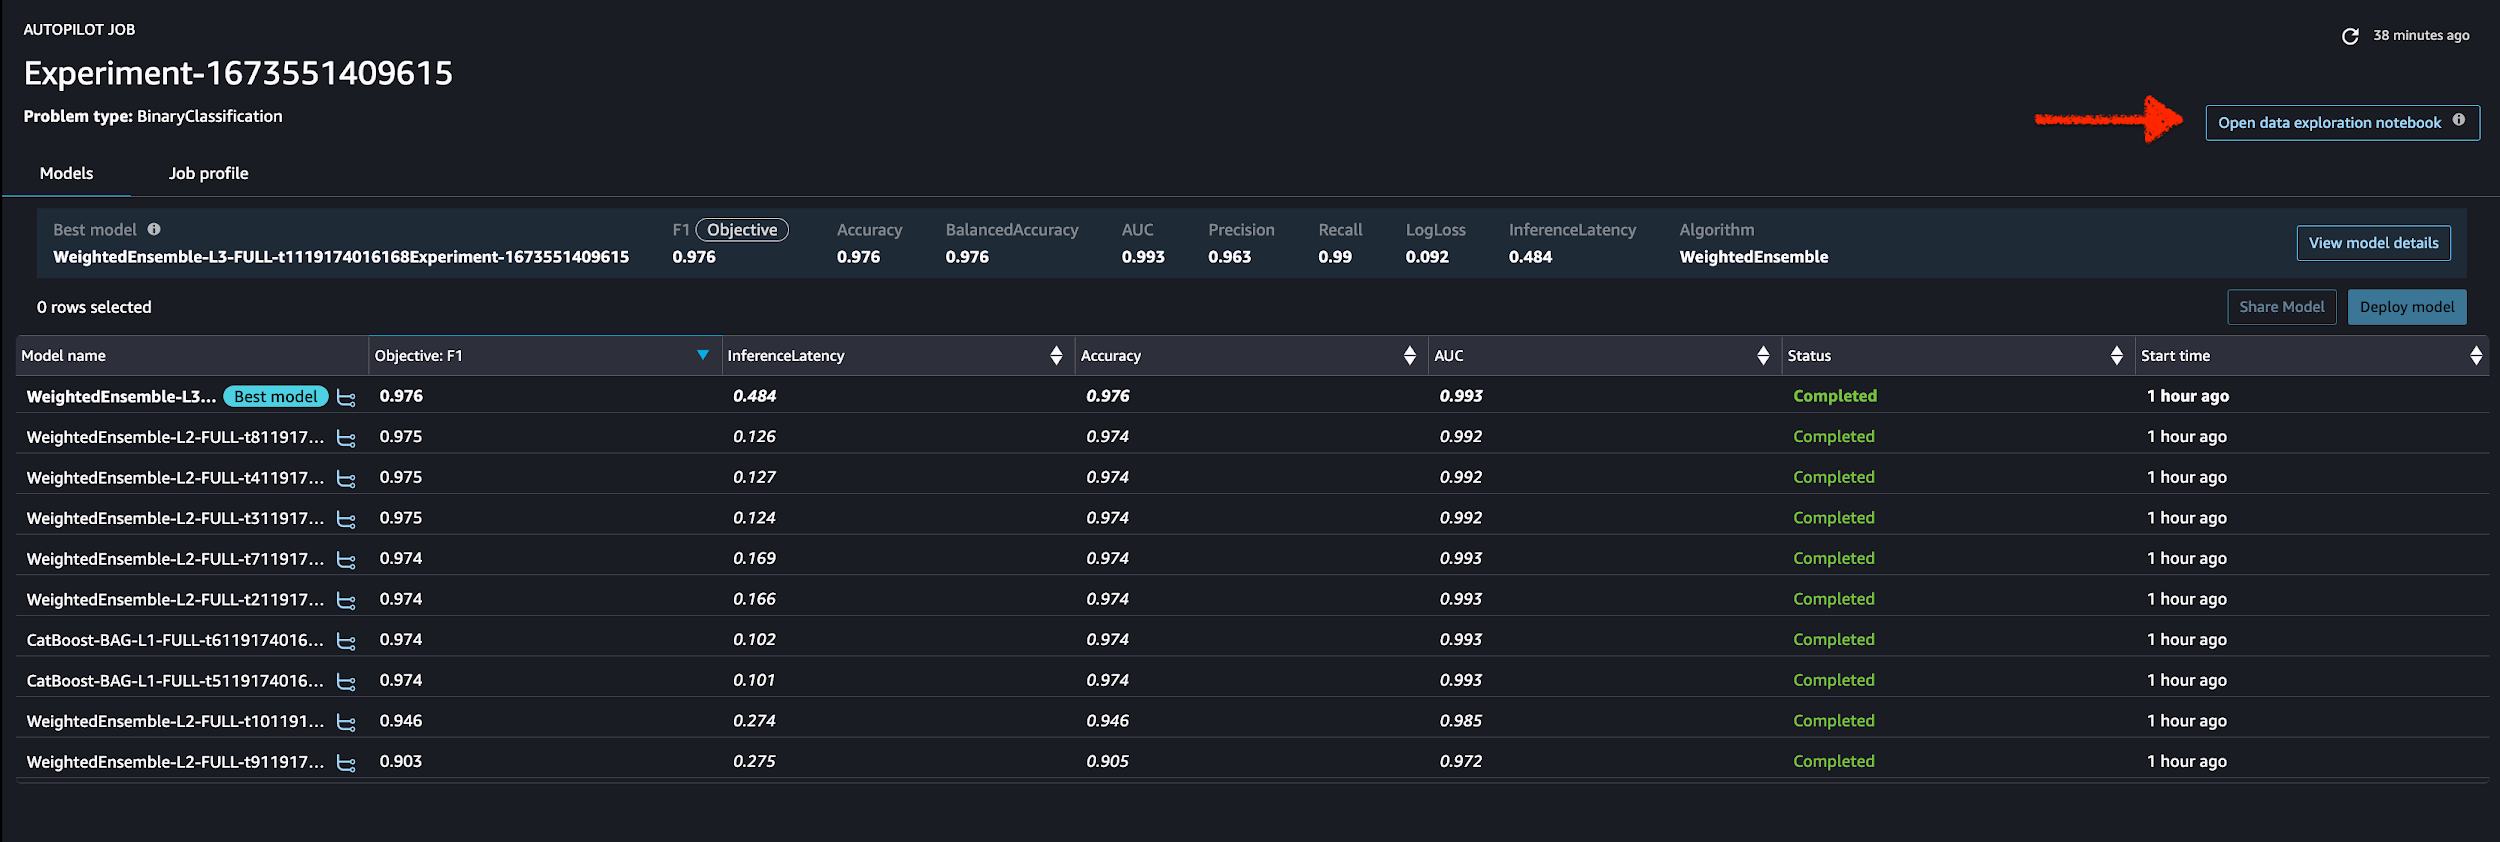 AUTOPILOT JOB
38 minutes ago
Experiment-1673551409615
Problem type: BinaryClassification
Open data exploration notebook
Models Job profile
Best model F1 Objective Accuracy BalancedAccuracy AUC Precision Recall LogLoss InferenceLatency Algorithm
WeightedEnsemble-L3-FULL-t1119174016168Experiment-1673551409615 0.976 0.976 0.976 0.993 0.963 0.99 0.092 0.484 WeightedEnsemble
View model details
0 rows selected
Share Model Deploy model
Model name Objective: F1 InferenceLatency Accuracy AUC Status Start time
WeightedEnsemble-L3... Best model 0.976 0.484 0.976 0.993 Completed 1 hour ago
WeightedEnsemble-L2-FULL-t811917... 0.975 0.126 0.974 0.992 Completed 1 hour ago
WeightedEnsemble-L2-FULL-t411917... 0.975 0.127 0.974 0.992 Completed 1 hour ago
WeightedEnsemble-L2-FULL-t311917... 0.975 0.124 0.974 0.992 Completed 1 hour ago
WeightedEnsemble-L2-FULL-t711917... 0.974 0.169 0.974 0.993 Completed 1 hour ago
WeightedEnsemble-L2-FULL-t211917... 0.974 0.166 0.974 0.993 Completed 1 hour ago
CatBoost-BAG-L1-FULL-t6119174016... 0.974 0.102 0.974 0.993 Completed 1 hour ago
CatBoost-BAG-L1-FULL-t5119174016... 0.974 0.101 0.974 0.993 Completed 1 hour ago
WeightedEnsemble-L2-FULL-t101191... 0.946 0.274 0.946 0.985 Completed 1 hour ago
WeightedEnsemble-L2-FULL-t911917... 0.903 0.275 0.905 0.972 Completed 1 hour ago